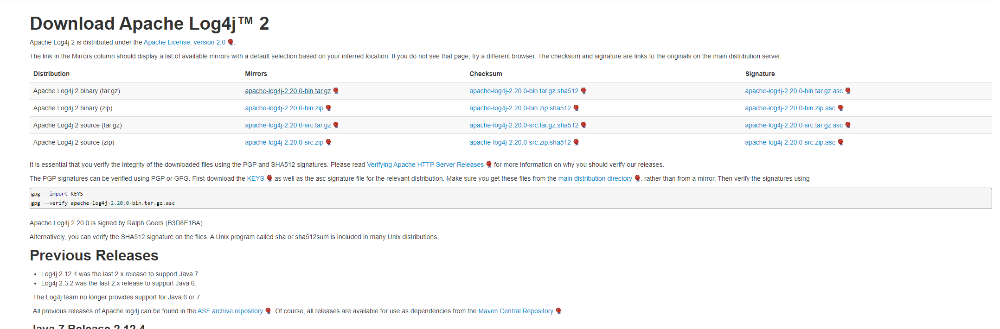 Download Apache Log4j™ 2
Apache Log4j 2 is distributed under the Apache License, version 2.0 .
The link in the Mirrors column should display a list of available mirrors with a default selection based on your inferred location. If you do not see that page, try a different browser. The checksum and signature are links to the originals on the main distribution server.
Distribution Mirrors Checksum Signature
Apache Log4j 2 binary (tar.gz) apache-log4j-2.20.0-bin.tar.gz apache-log4j-2.20.0-bin.tar.gz.sha512 apache-log4j-2.20.0-bin.tar.gz.asc
Apache Log4j 2 binary (zip) apache-log4j-2.20.0-bin.zip apache-log4j-2.20.0-bin.zip.sha512 apache-log4j-2.20.0-bin.zip.asc
Apache Log4j 2 source (tar.gz) apache-log4j-2.20.0-src.tar.gz apache-log4j-2.20.0-src.tar.gz.sha512 apache-log4j-2.20.0-src.tar.gz.asc
Apache Log4j 2 source (zip) apache-log4j-2.20.0-src.zip apache-log4j-2.20.0-src.zip.sha512 apache-log4j-2.20.0-src.zip.asc
It is essential that you verify the integrity of the downloaded files using the PGP and SHA512 signatures. Please read Verifying Apache HTTP Server Releases for more information on why you should verify our releases.
The PGP signatures can be verified using PGP or GPG. First download the KEYS as well as the asc signature file for the relevant distribution. Make sure you get these files from the main distribution directory , rather than from a mirror. Then verify the signatures using
gpg --import KEYS
gpg --verify apache-log4j-2.20.0-bin.tar.gz.asc
Apache Log4j 2.20.0 is signed by Ralph Goers (B3D8E1BA)
Alternatively, you can verify the SHA512 signature on the files. A Unix program called sha or sha512sum is included in many Unix distributions.
Previous Releases
• Log4j 2.12.4 was the last 2.x release to support Java 7
• Log4j 2.3.2 was the last 2.x release to support Java 6.
The Log4j team no longer provides support for Java 6 or 7.
All previous releases of Apache log4j can be found in the ASF archive repository . Of course, all releases are available for use as dependencies from the Maven Central Repository
Java 7 Release 2.12.4